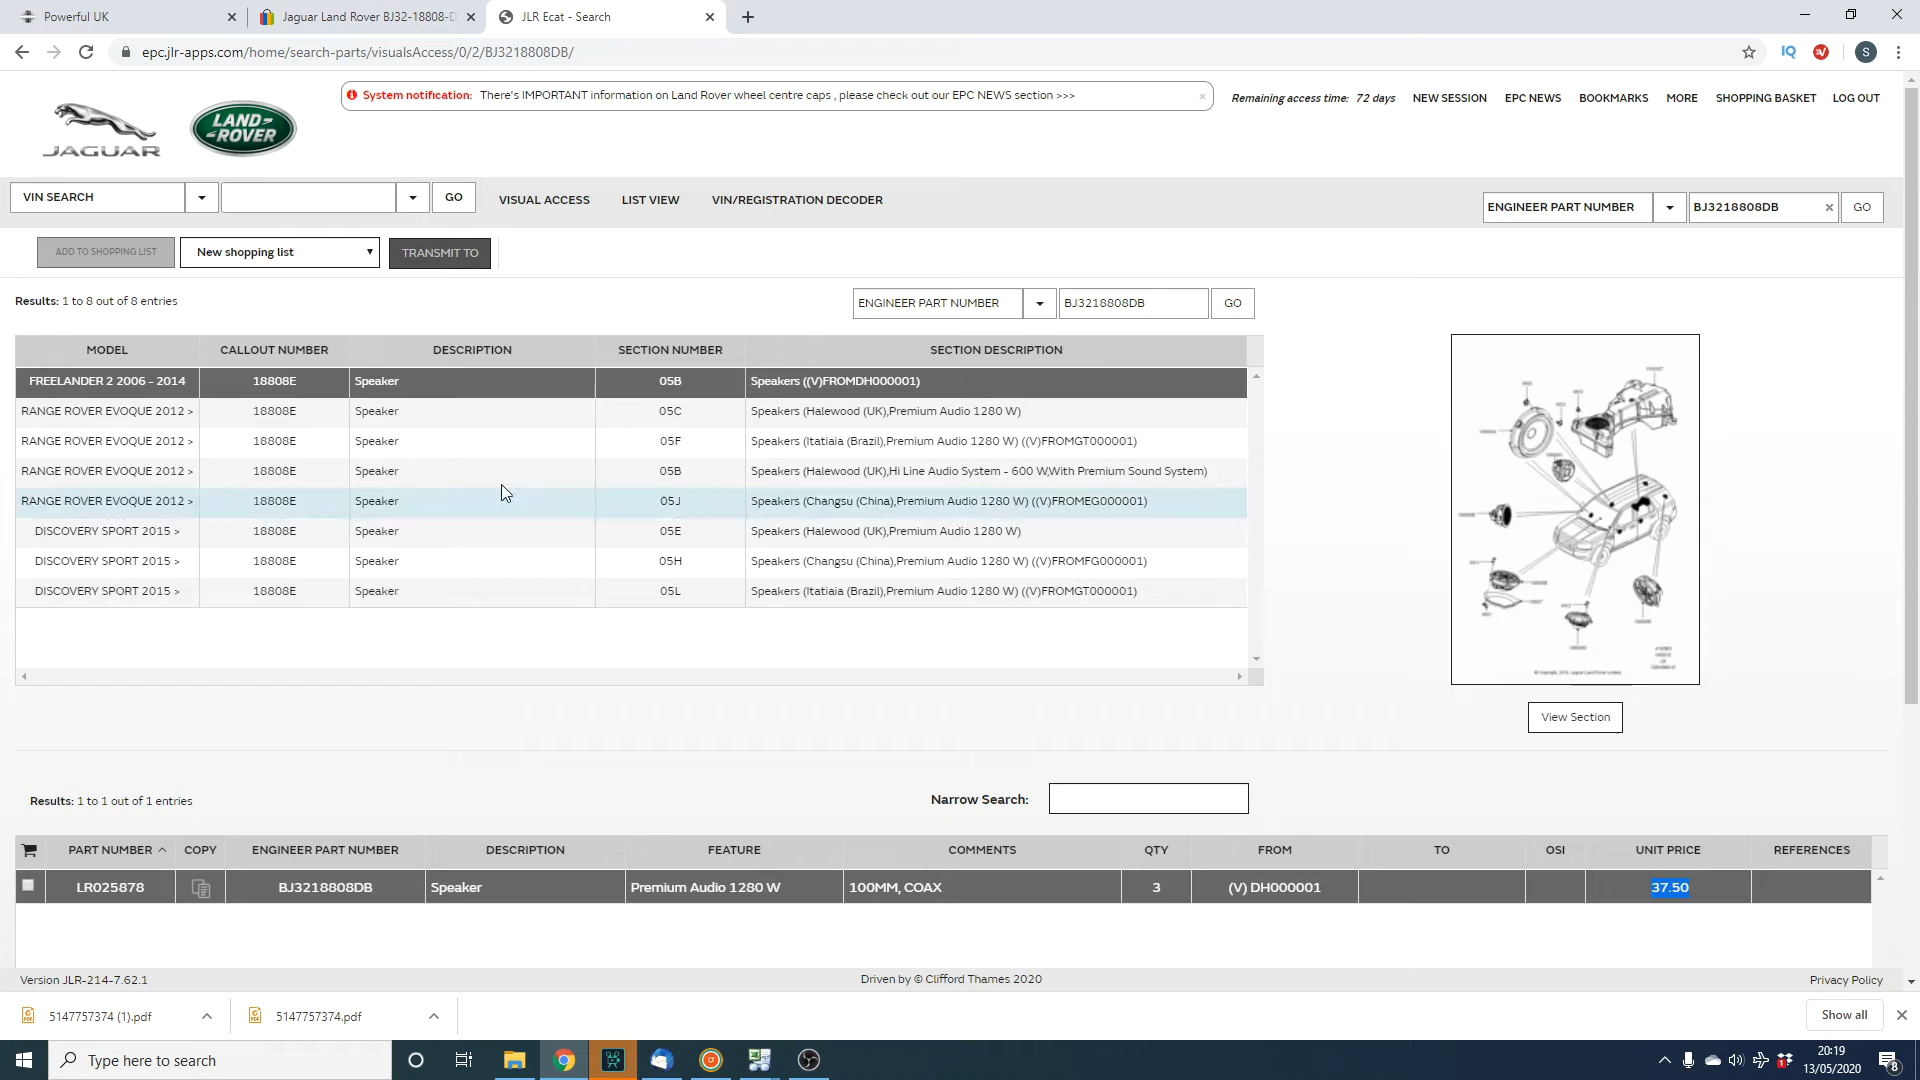 Powerful UK
Jaguar Land Rover BJ32-18808-D
JLR Ecat - Search
epc.jlr-apps.com/home/search-parts/visualsAccess/0/2/BJ3218808DB/
IQ
S
JAGUAR
LAND-
-ROVER
System notification: There's IMPORTANT information on Land Rover wheel centre caps , please check out our EPC NEWS section >>>
Remaining access time: 72 days
NEW SESSION
EPC NEWS
BOOKMARKS
MORE
SHOPPING BASKET
LOG OUT
VIN SEARCH
GO
VISUAL ACCESS
LIST VIEW
VIN/REGISTRATION DECODER
ENGINEER PART NUMBER
BJ3218808DB
GO
ADD TO SHOPPING LIST
New shopping list
TRANSMIT TO
Results: 1 to 8 out of 8 entries
ENGINEER PART NUMBER
BJ3218808DB
GO
MODEL CALLOUT NUMBER DESCRIPTION SECTION NUMBER SECTION DESCRIPTION
FREELANDER 2 2006 - 2014 18808E Speaker 05B Speakers ((V)FROMDH000001)
RANGE ROVER EVOQUE 2012 > 18808E Speaker 05C Speakers (Halewood (UK),Premium Audio 1280 W)
RANGE ROVER EVOQUE 2012 > 18808E Speaker 05F Speakers (Itatiaia (Brazil),Premium Audio 1280 W) ((V)FROMGT000001)
RANGE ROVER EVOQUE 2012 > 18808E Speaker 05B Speakers (Halewood (UK),Hi Line Audio System - 600 W,With Premium Sound System)
RANGE ROVER EVOQUE 2012 > 18808E Speaker 05J Speakers (Changsu (China),Premium Audio 1280 W) ((V)FROMEG000001)
DISCOVERY SPORT 2015 > 18808E Speaker 05E Speakers (Halewood (UK),Premium Audio 1280 W)
DISCOVERY SPORT 2015 > 18808E Speaker 05H Speakers (Changsu (China),Premium Audio 1280 W) ((V)FROMFG000001)
DISCOVERY SPORT 2015 > 18808E Speaker 05L Speakers (Itatiaia (Brazil),Premium Audio 1280 W) ((V)FROMGT000001)
View Section
Results: 1 to 1 out of 1 entries
Narrow Search:
PART NUMBER COPY ENGINEER PART NUMBER DESCRIPTION FEATURE COMMENTS QTY FROM TO OSI UNIT PRICE REFERENCES
LR025878 BJ3218808DB Speaker Premium Audio 1280 W 100MM, COAX 3 (V) DH000001 37.50
Version JLR-214-7.62.1
Driven by © Clifford Thames 2020
Privacy Policy
5147757374 (1).pdf
5147757374.pdf
Show all
Type here to search
20:19
13/05/2020
8